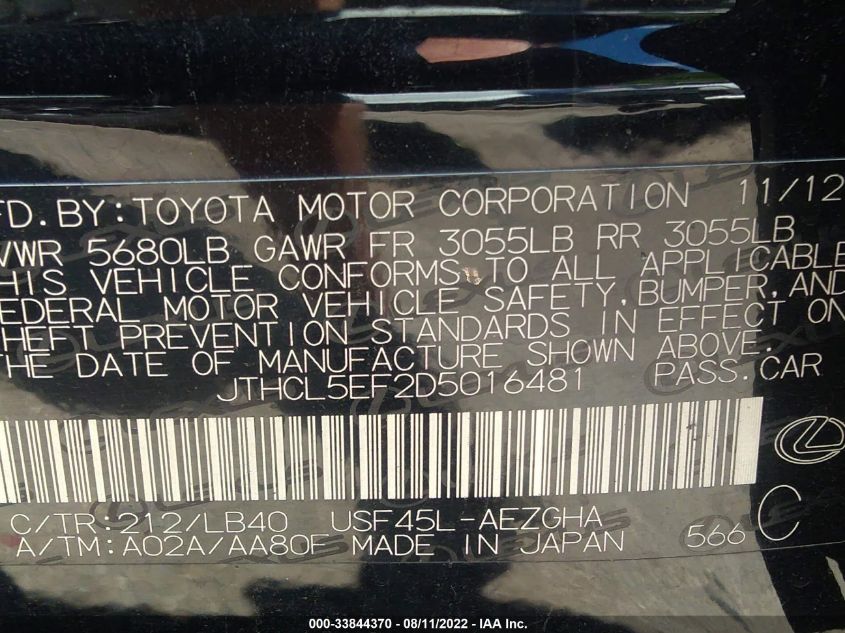 FD. BY: TOYOTA MOTOR CORPORATION 11/12
VWR 5680LB GAWR FR 3055LB RR 3055LB
HIS VEHICLE CONFORMS TO ALL APPLICABLE
EDERAL MOTOR VEHICLE SAFETY, BUMPER, AND
HEFT PREVENTION STANDARDS IN EFFECT ON
THE DATE OF MANUFACTURE SHOWN ABOVE.
JTHCL5EF2D5016481 PASS. CAR
C/TR: 212/LB40 USF45L-AEZGHA
A/TM: A02A/AA80F MADE IN JAPAN 566 C
000-33844370 - 08/11/2022 - IAA Inc.